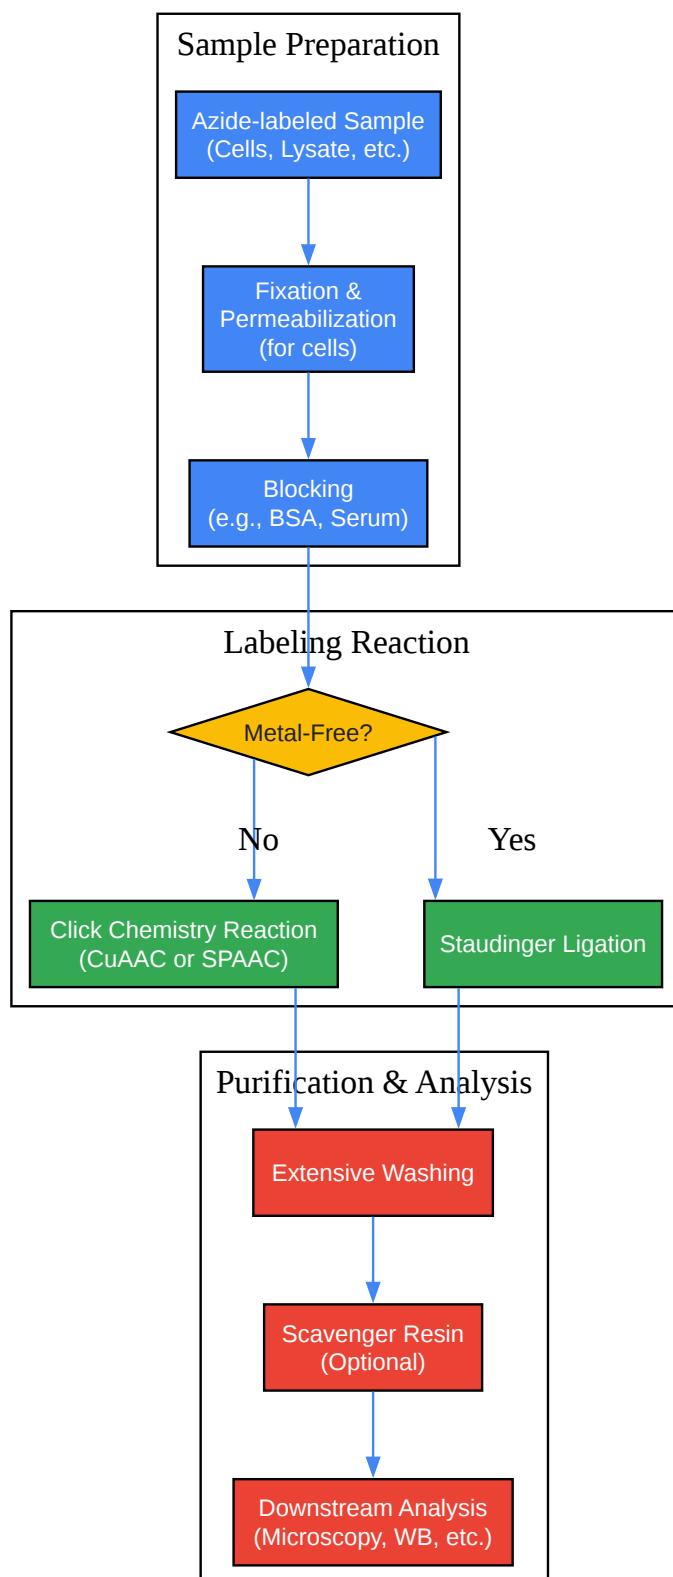 Sample Preparation
Azide-labeled Sample
(Cells, Lysate, etc.)
Fixation &
Permeabilization
(for cells)
Blocking
(e.g., BSA, Serum)
Labeling Reaction
Metal-Free?
No
Yes
Click Chemistry Reaction
(CuAAC or SPAAC)
Staudinger Ligation
Purification & Analysis
Extensive Washing
Scavenger Resin
(Optional)
Downstream Analysis
(Microscopy, WB, etc.)